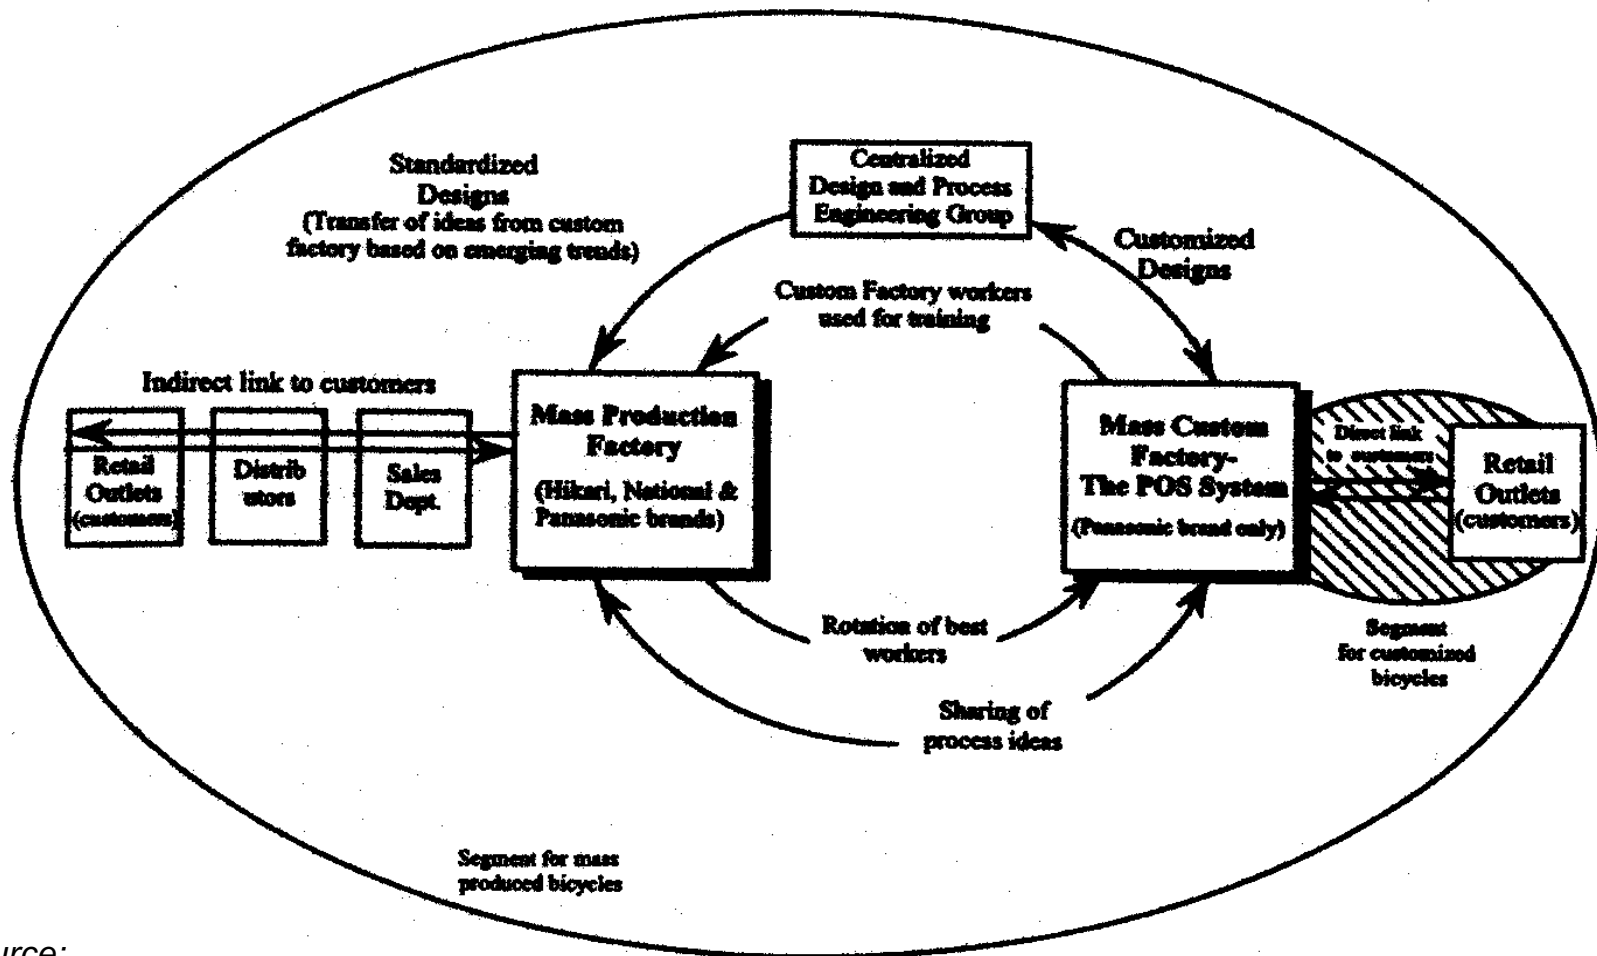 Standardized
Designs
(Transfer of ideas from custom
factory based on emerging trends)
Centralized
Design and Process
Engineering Group
Customized
Designs
Custom Factory workers
used for training
Indirect link to customers
Retail
Outlets
(customers)
Distrib
utors
Sales
Dept.
Mass Production
Factory
(Hikari, National &
Panasonic brands)
Mass Custom
Factory-
The POS System
(Panasonic brand only)
Direct link
to customers
Retail
Outlets
(customers)
Segment
for customized
bicycles
Rotation of best
workers
Sharing of
process ideas
Segment for mass
produced bicycles
urce: